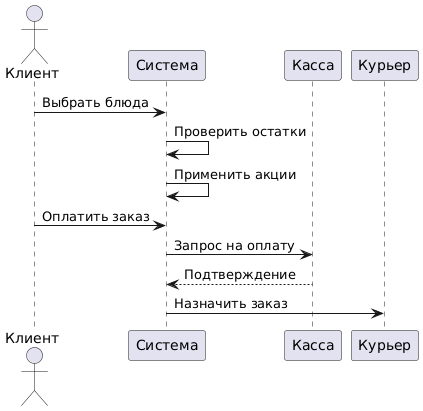 Клиент
Система
Касса
Курьер
Выбрать блюда
Проверить остатки
Применить акции
Оплатить заказ
Запрос на оплату
Подтверждение
Назначить заказ
Клиент
Система
Касса
Курьер